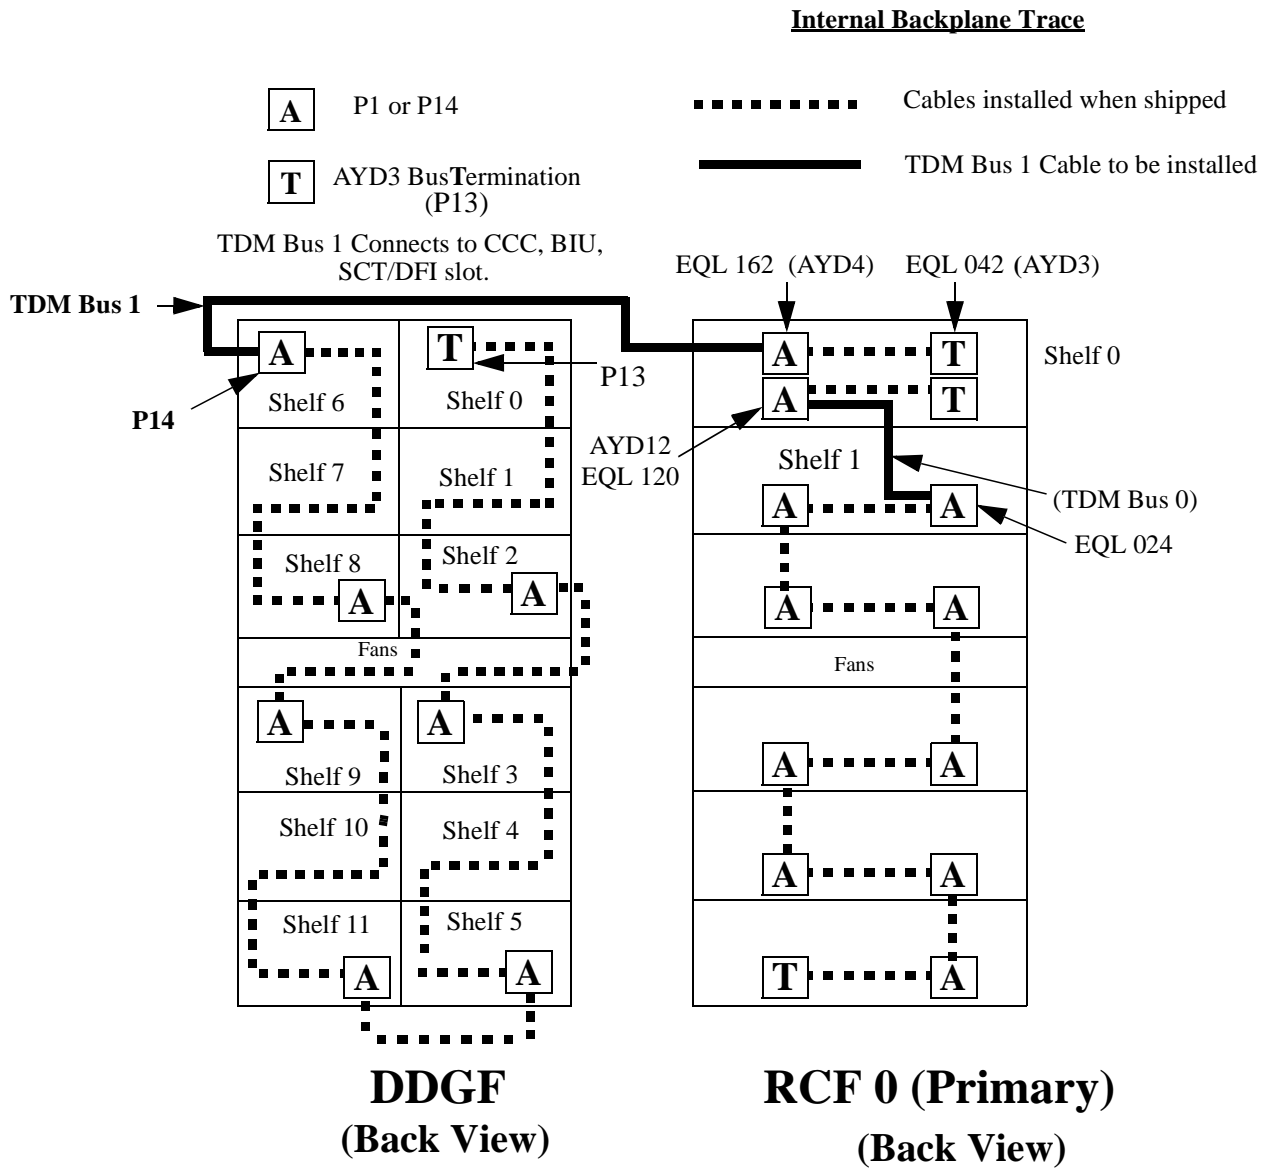 Internal Backplane Trace
A
P1 or P14
Cables installed when shipped
T
AYD3 BusTermination
(P13)
TDM Bus 1 Cable to be installed
TDM Bus 1 Connects to CCC, BIU,
SCT/DFI slot.
EQL 162 (AYD4)
EQL 042 (AYD3)
TDM Bus 1
A
T
P13
Shelf 6
Shelf 0
P14
A
T
Shelf 0
A
T
AYD12
EQL 120
Shelf 7
Shelf 1
Shelf 1
A
A
(TDM Bus 0)
EQL 024
Shelf 8
Shelf 2
A
A
A
A
Fans
Fans
A
A
Shelf 9
Shelf 3
A
A
Shelf 10
Shelf 4
A
A
Shelf 11
Shelf 5
A
A
T
A
DDGF
(Back View)
RCF 0 (Primary)
(Back View)